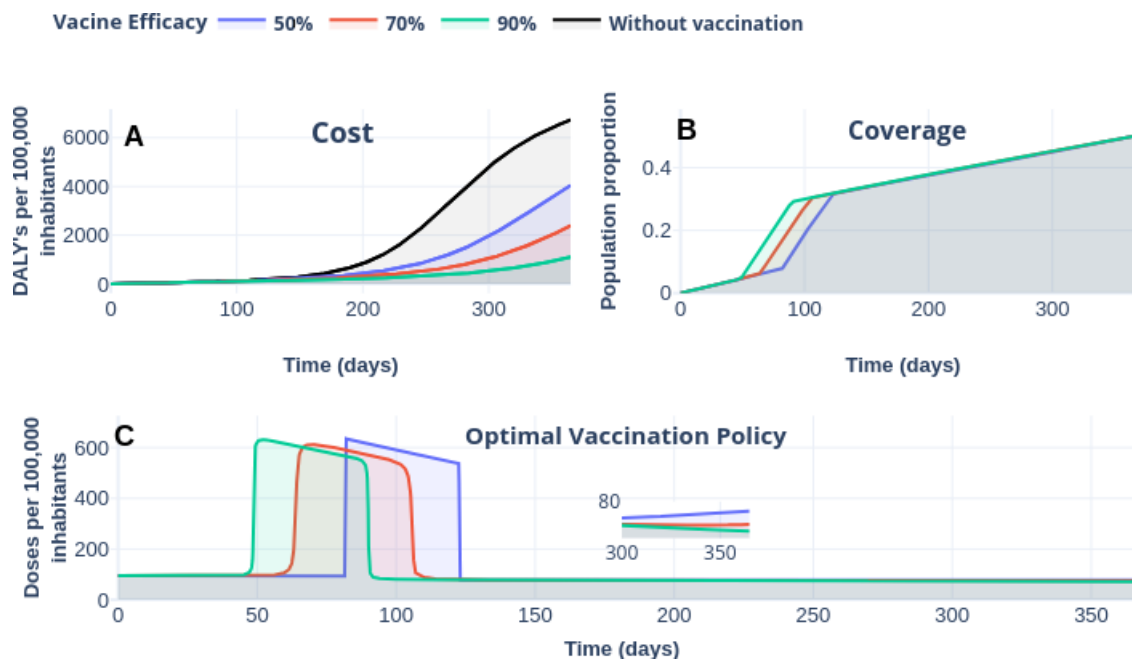 Vacine Efficacy 50% 70% 90% Without vaccination
A Cost
DALY's per 100,000
inhabitants
6000
4000
2000
0
0 100 200 300
Time (days)
B Coverage
Population proportion
0.4
0.2
0
0 100 200 300
Time (days)
C Optimal Vaccination Policy
Doses per 100,000
inhabitants
600
400
200
0
80
300 350
0 50 100 150 200 250 300 350
Time (days)